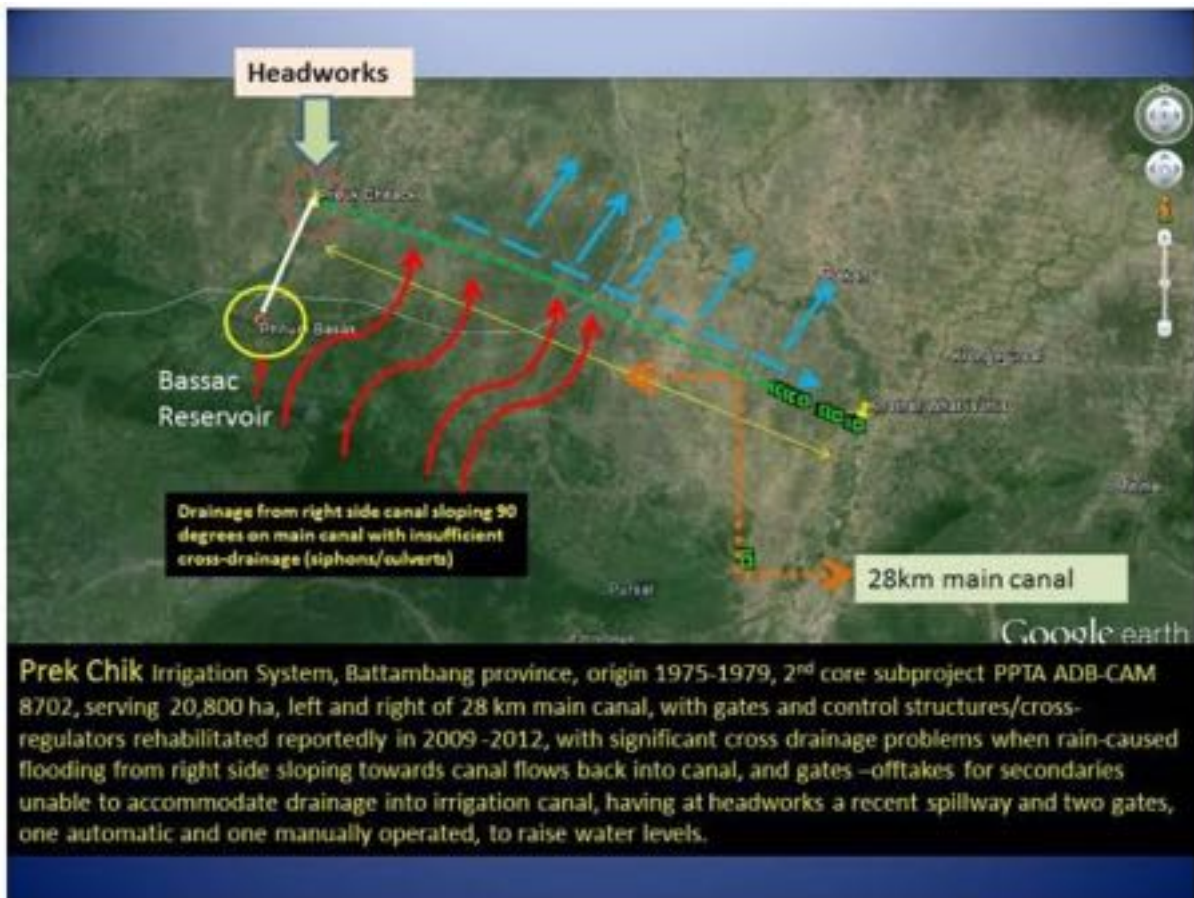 Headworks
Bassac
Reservoir
Drainage from right side canal sloping 90
degrees on main canal with insufficient
cross-drainage (siphons/culverts)
Pursat
28km main canal
Google earth
Prek Chik Irrigation System, Battambang province, origin 1975-1979, 2nd core subproject PPTA ADB-CAM
8702, serving 20,800 ha, left and right of 28 km main canal, with gates and control structures/cross-
regulators rehabilitated reportedly in 2009-2012, with significant cross drainage problems when rain-caused
flooding from right side sloping towards canal flows back into canal, and gates –offtakes for secondaries
unable to accommodate drainage into irrigation canal, having at headworks a recent spillway and two gates,
one automatic and one manually operated, to raise water levels.